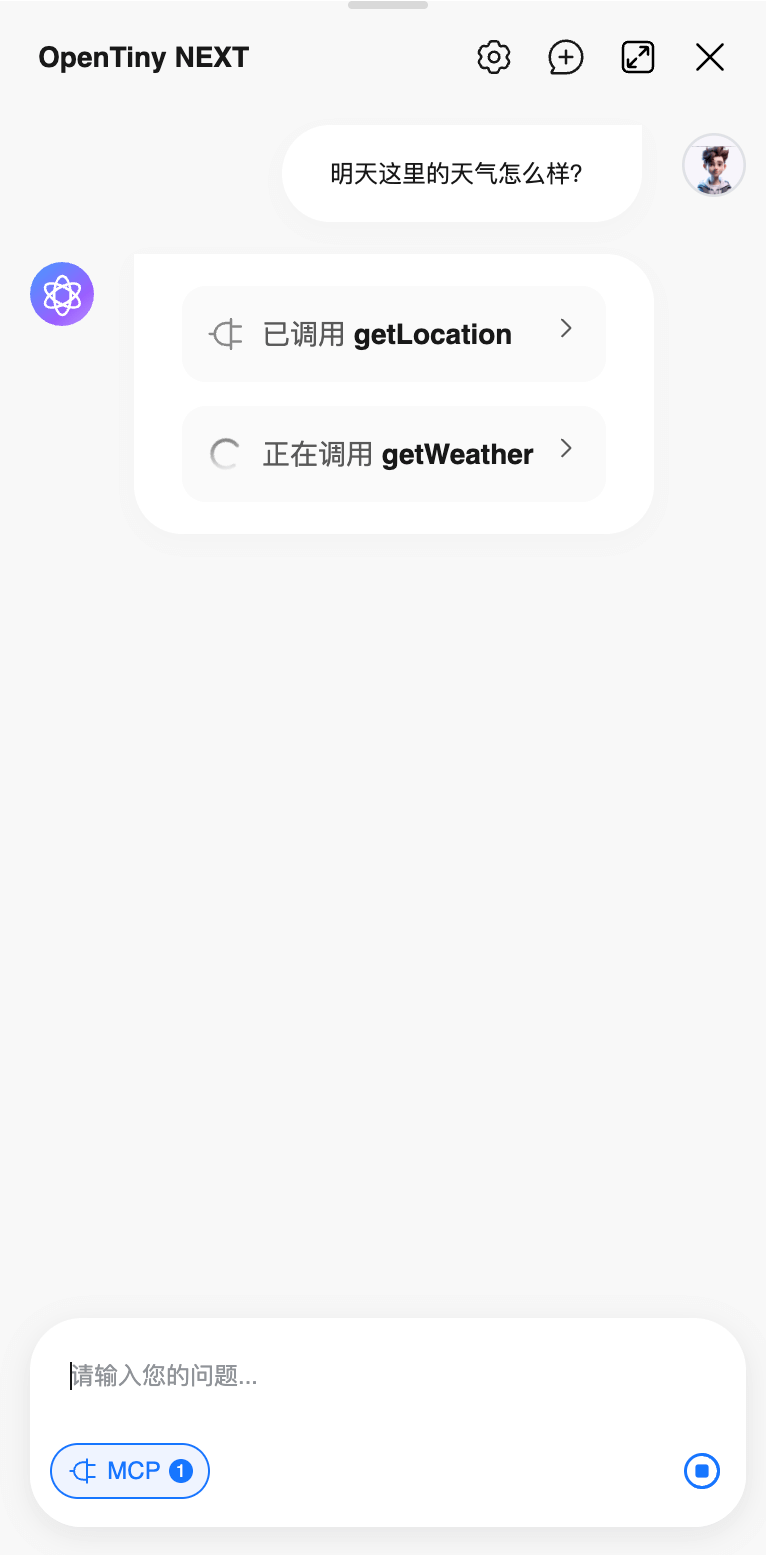 OpenTiny NEXT
明天这里的天气怎么样?
已调用 getLocation
正在调用 getWeather
请输入您的问题...
MCP 1